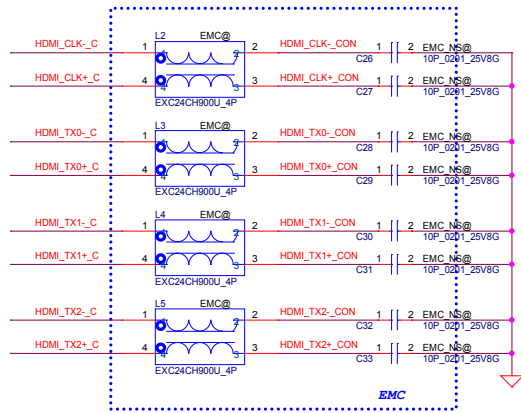 L2 EMC@
HDMI_CLK-_C 1 2 HDMI_CLK-_CON 1 2 EMC_NS@
C26 10P_0201_25V8G
HDMI_CLK+_C 4 3 HDMI_CLK+_CON 1 2 EMC_NS@
C27 10P_0201_25V8G
EXC24CH900U_4P
L3 EMC@
HDMI_TX0-_C 1 2 HDMI_TX0-_CON 1 2 EMC_NS@
C28 10P_0201_25V8G
HDMI_TX0+_C 4 3 HDMI_TX0+_CON 1 2 EMC_NS@
C29 10P_0201_25V8G
EXC24CH900U_4P
L4 EMC@
HDMI_TX1-_C 1 2 HDMI_TX1-_CON 1 2 EMC_NS@
C30 10P_0201_25V8G
HDMI_TX1+_C 4 3 HDMI_TX1+_CON 1 2 EMC_NS@
C31 10P_0201_25V8G
EXC24CH900U_4P
L5 EMC@
HDMI_TX2-_C 1 2 HDMI_TX2-_CON 1 2 EMC_NS@
C32 10P_0201_25V8G
HDMI_TX2+_C 4 3 HDMI_TX2+_CON 1 2 EMC_NS@
C33 10P_0201_25V8G
EXC24CH900U_4P
EMC